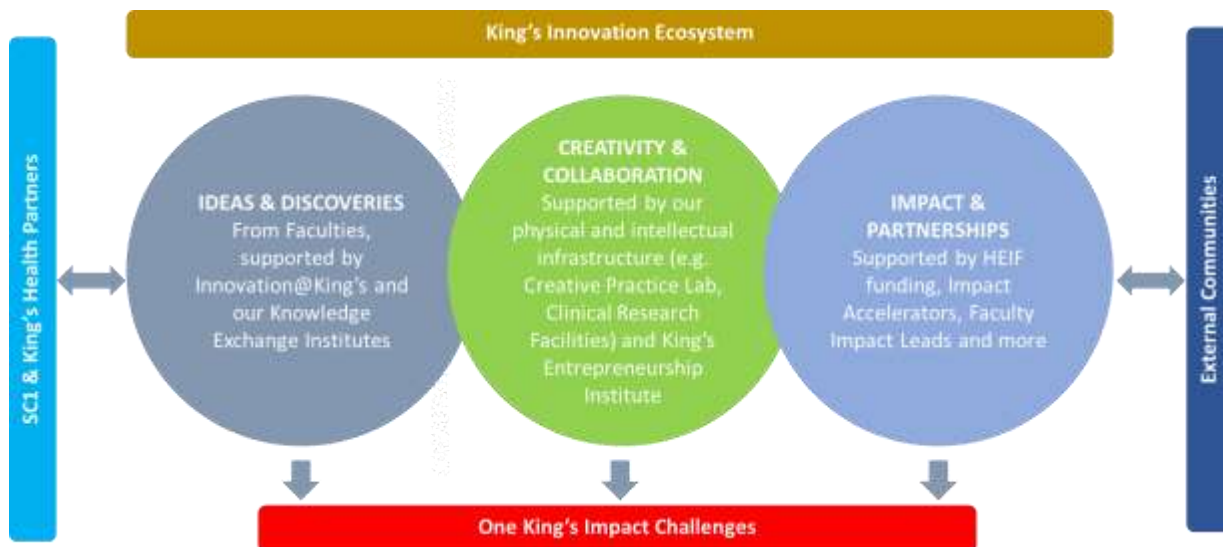 King's Innovation Ecosystem
SC1 & King's Health Partners
IDEAS & DISCOVERIES
From Faculties,
supported by
Innovation@King's and
our Knowledge
Exchange Institutes
CREATIVITY &
COLLABORATION
Supported by our
physical and intellectual
infrastructure (e.g.
Creative Practice Lab,
Clinical Research
Facilities) and King's
Entrepreneurship
Institute
IMPACT &
PARTNERSHIPS
Supported by HEIF
funding, Impact
Accelerators, Faculty
Impact Leads and more
External Communities
One King's Impact Challenges